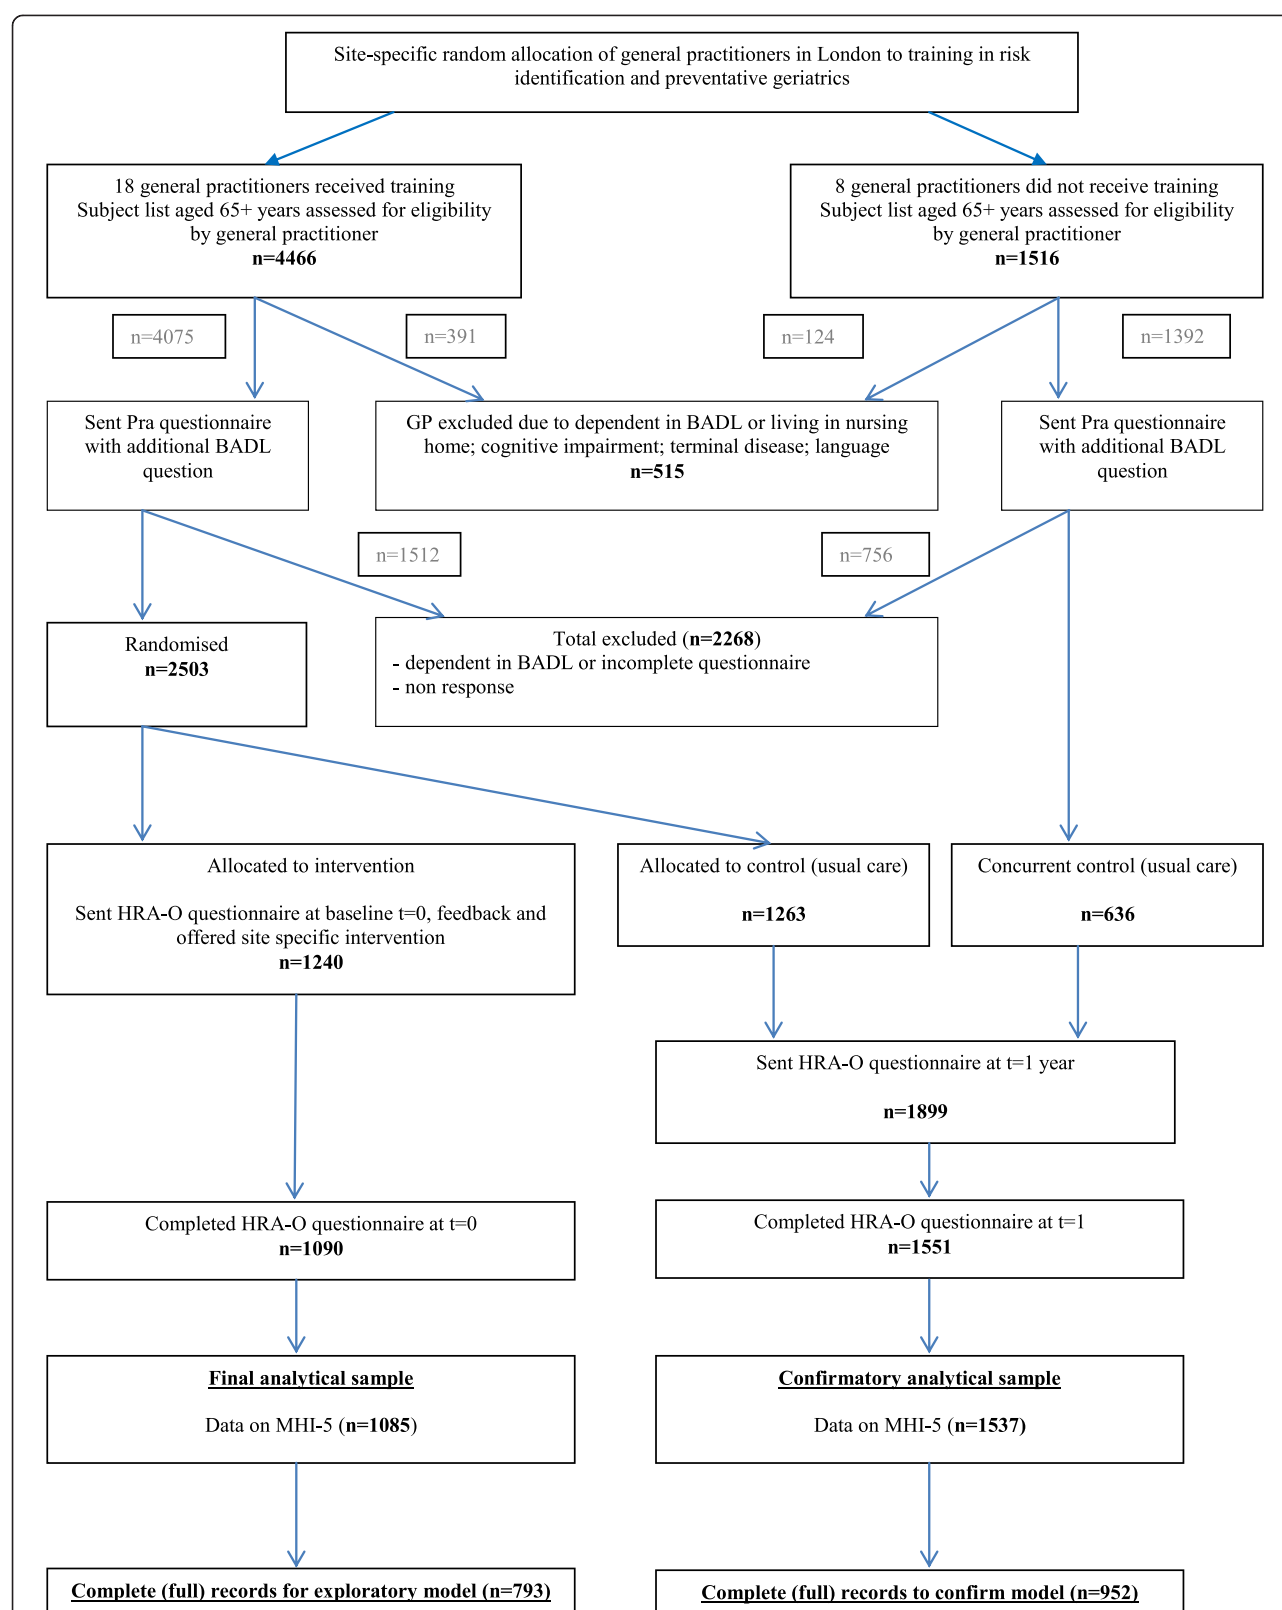 Site-specific random allocation of general practitioners in London to training in risk
identification and preventative geriatrics
18 general practitioners received training
Subject list aged 65+ years assessed for eligibility
by general practitioner
n=4466
8 general practitioners did not receive training
Subject list aged 65+ years assessed for eligibility
by general practitioner
n=1516
n=4075
n=391
n=124
n=1392
Sent Pra questionnaire
with additional BADL
question
GP excluded due to dependent in BADL or living in nursing
home; cognitive impairment; terminal disease; language
n=515
Sent Pra questionnaire
with additional BADL
question
n=1512
n=756
Randomised
n=2503
Total excluded (n=2268)
- dependent in BADL or incomplete questionnaire
- non response
Allocated to intervention
Sent HRA-O questionnaire at baseline t=0, feedback and
offered site specific intervention
n=1240
Allocated to control (usual care)
n=1263
Concurrent control (usual care)
n=636
Sent HRA-O questionnaire at t=1 year
n=1899
Completed HRA-O questionnaire at t=0
n=1090
Completed HRA-O questionnaire at t=1
n=1551
Final analytical sample
Data on MHI-5 (n=1085)
Confirmatory analytical sample
Data on MHI-5 (n=1537)
Complete (full) records for exploratory model (n=793)
Complete (full) records to confirm model (n=952)